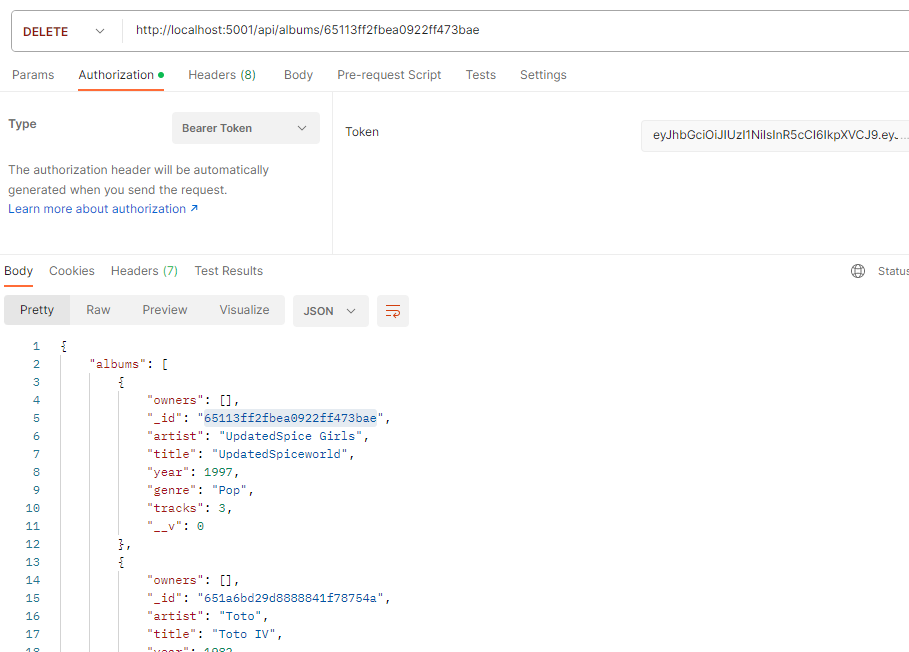 DELETE http://localhost:5001/api/albums/65113ff2fbea0922ff473bae
Params Authorization Headers (8) Body Pre-request Script Tests Settings
Type Bearer Token
Token eyJhbGciOiJIUzI1NiIsInR5cCI6IkpXVCJ9.ey...
The authorization header will be automatically
generated when you send the request.
Learn more about authorization ↗
Body Cookies Headers (7) Test Results Status
Pretty Raw Preview Visualize JSON
1 {
2 "albums": [
3 {
4 "owners": [],
5 "_id": "65113ff2fbea0922ff473bae",
6 "artist": "UpdatedSpice Girls",
7 "title": "UpdatedSpiceworld",
8 "year": 1997,
9 "genre": "Pop",
10 "tracks": 3,
11 "__v": 0
12 },
13 {
14 "owners": [],
15 "_id": "651a6bd29d8888841f78754a",
16 "artist": "Toto",
17 "title": "Toto IV",
18 "year": 1982,